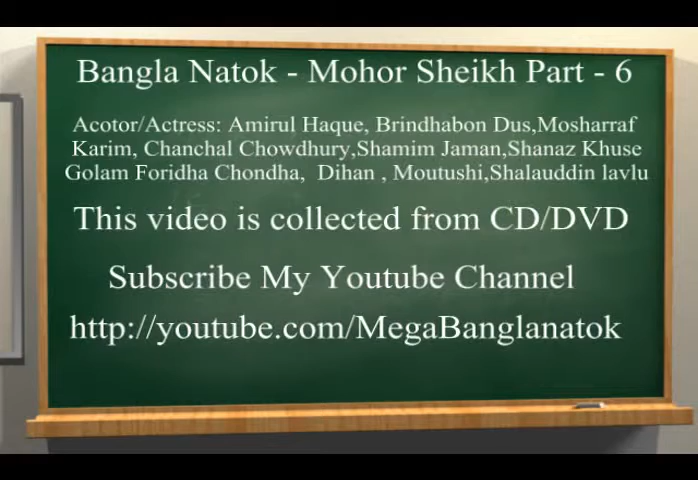 Bangla Natok - Mohor Sheikh Part - 6
Acotor/Actress: Amirul Haque, Brindhabon Dus,Mosharraf
Karim, Chanchal Chowdhury,Shamim Jaman,Shanaz Khuse
Golam Foridha Chondha, Dihan , Moutushi,Shalauddin lavlu
This video is collected from CD/DVD
Subscribe My Youtube Channel
http://youtube.com/MegaBanglanatok